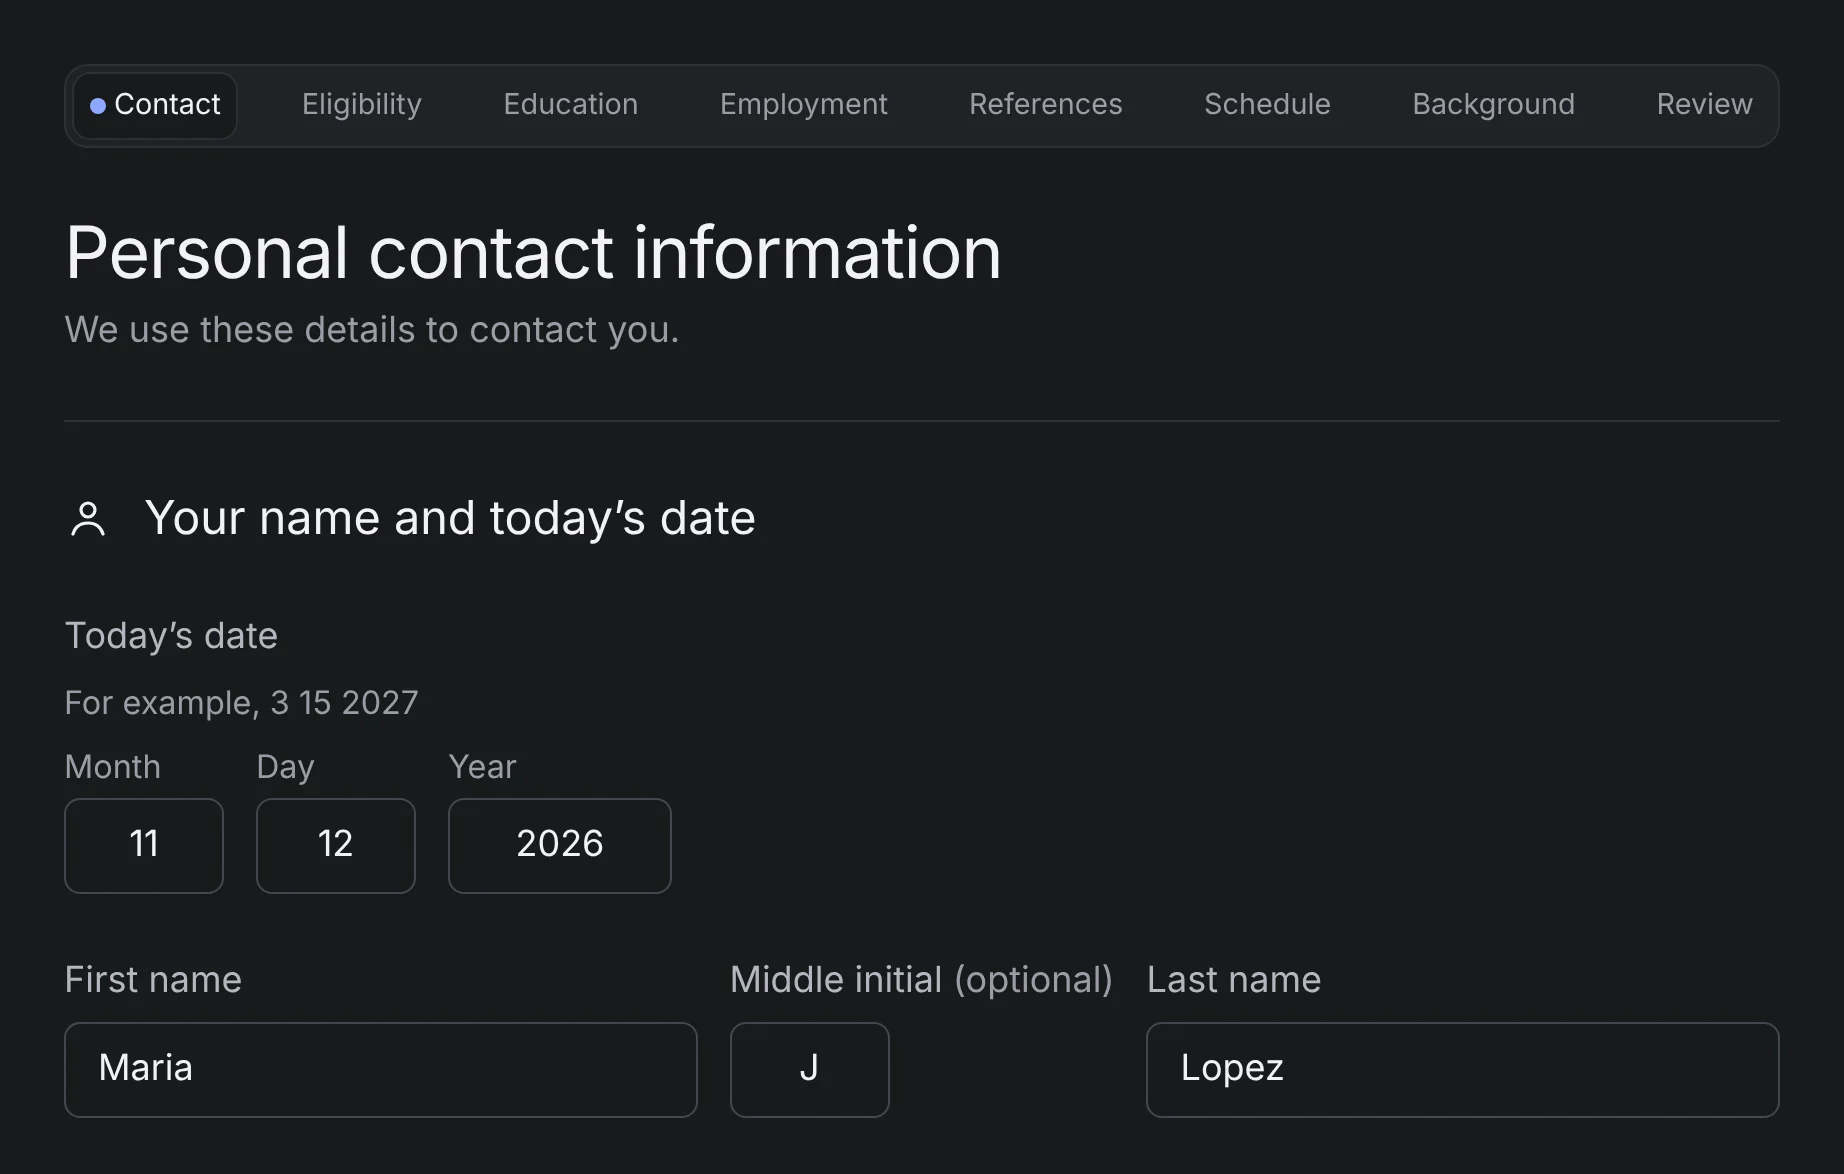 Contact Eligibility Education Employment References Schedule Background Review
Personal contact information
We use these details to contact you.
Your name and today’s date
Today’s date
For example, 3 15 2027
Month Day Year
11 12 2026
First name Middle initial (optional) Last name
Maria J Lopez